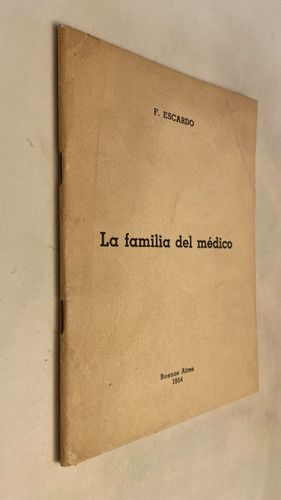 F. ESCARDO
La familia del médico
Buenos Aires
1954